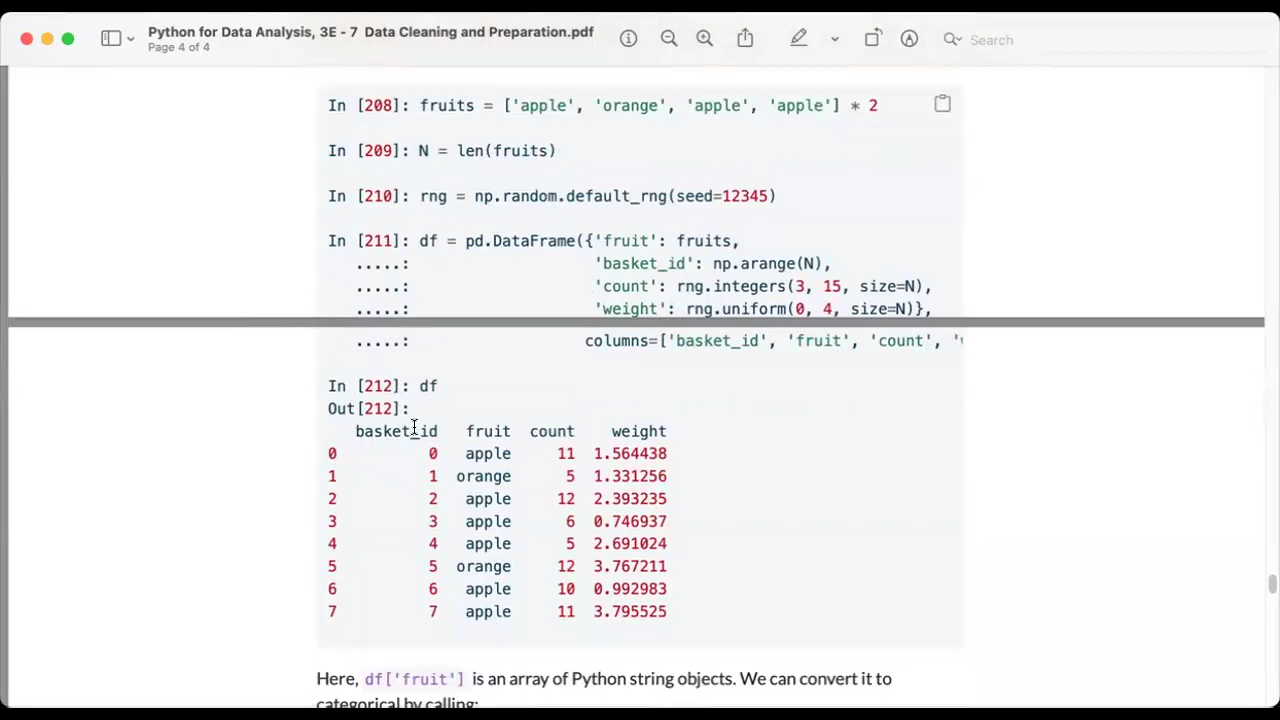 Python for Data Analysis, 3E - 7 Data Cleaning and Preparation.pdf
Page 4 of 4
Search
In [208]: fruits = ['apple', 'orange', 'apple', 'apple'] * 2
In [209]: N = len(fruits)
In [210]: rng = np.random.default_rng(seed=12345)
In [211]: df = pd.DataFrame({'fruit': fruits,
.....: 'basket_id': np.arange(N),
.....: 'count': rng.integers(3, 15, size=N),
.....: 'weight': rng.uniform(0, 4, size=N)},
.....: columns=['basket_id', 'fruit', 'count', '
In [212]: df
Out[212]:
basket_id fruit count weight
0 0 apple 11 1.564438
1 1 orange 5 1.331256
2 2 apple 12 2.393235
3 3 apple 6 0.746937
4 4 apple 5 2.691024
5 5 orange 12 3.767211
6 6 apple 10 0.992983
7 7 apple 11 3.795525
Here, df['fruit'] is an array of Python string objects. We can convert it to
categorical by calling: